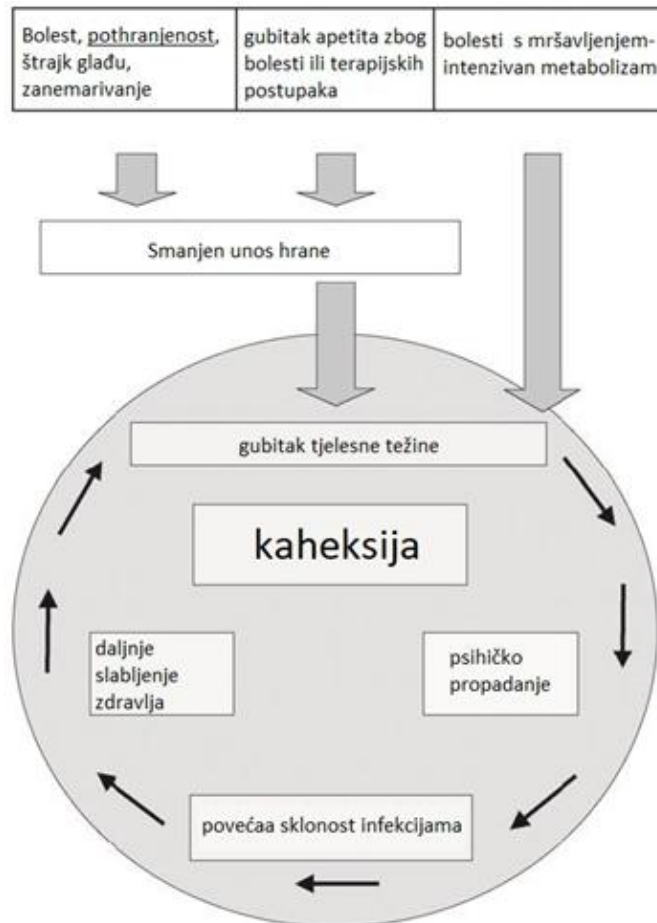 Bolest, pothranjenost,
štrajk glađu,
zanemarivanje
gubitak apetita zbog
bolesti ili terapijskih
postupaka
bolesti s mršavljenjem-
intenzivan metabolizam
Smanjen unos hrane
gubitak tjelesne težine
kaheksija
daljnje
slabljenje
zdravlja
psihičko
propadanje
povećaa sklonost infekcijama